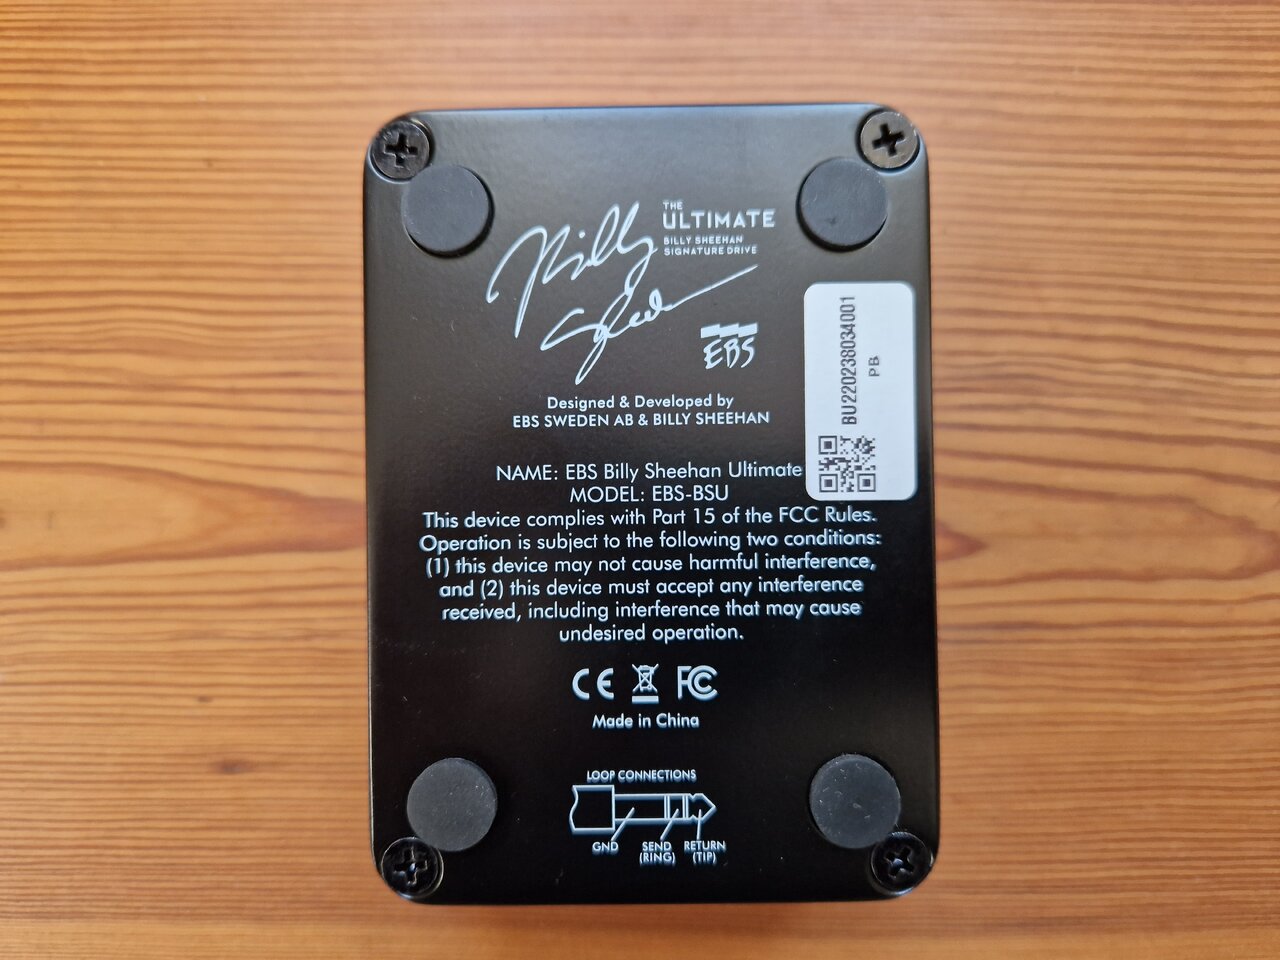 Billy
Sheehan
THE
ULTIMATE
BILLY SHEEHAN
SIGNATURE DRIVE
EBS
Designed & Developed by
EBS SWEDEN AB & BILLY SHEEHAN
BU220238034001
PB
NAME: EBS Billy Sheehan Ultimate
MODEL: EBS-BSU
This device complies with Part 15 of the FCC Rules.
Operation is subject to the following two conditions:
(1) this device may not cause harmful interference,
and (2) this device must accept any interference
received, including interference that may cause
undesired operation.
CE FC
Made in China
LOOP CONNECTIONS
GND SEND RETURN
(RING) (TIP)